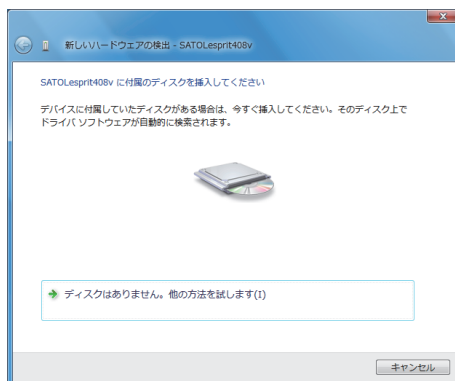 新しいハードウェアの検出 - SATOLesprit408v
SATOLesprit408v に付属のディスクを挿入してください
デバイスに付属していたディスクがある場合は、今すぐ挿入してください。そのディスク上で
ドライバ ソフトウェアが自動的に検索されます。
ディスクはありません。他の方法を試します(I)
キャンセル